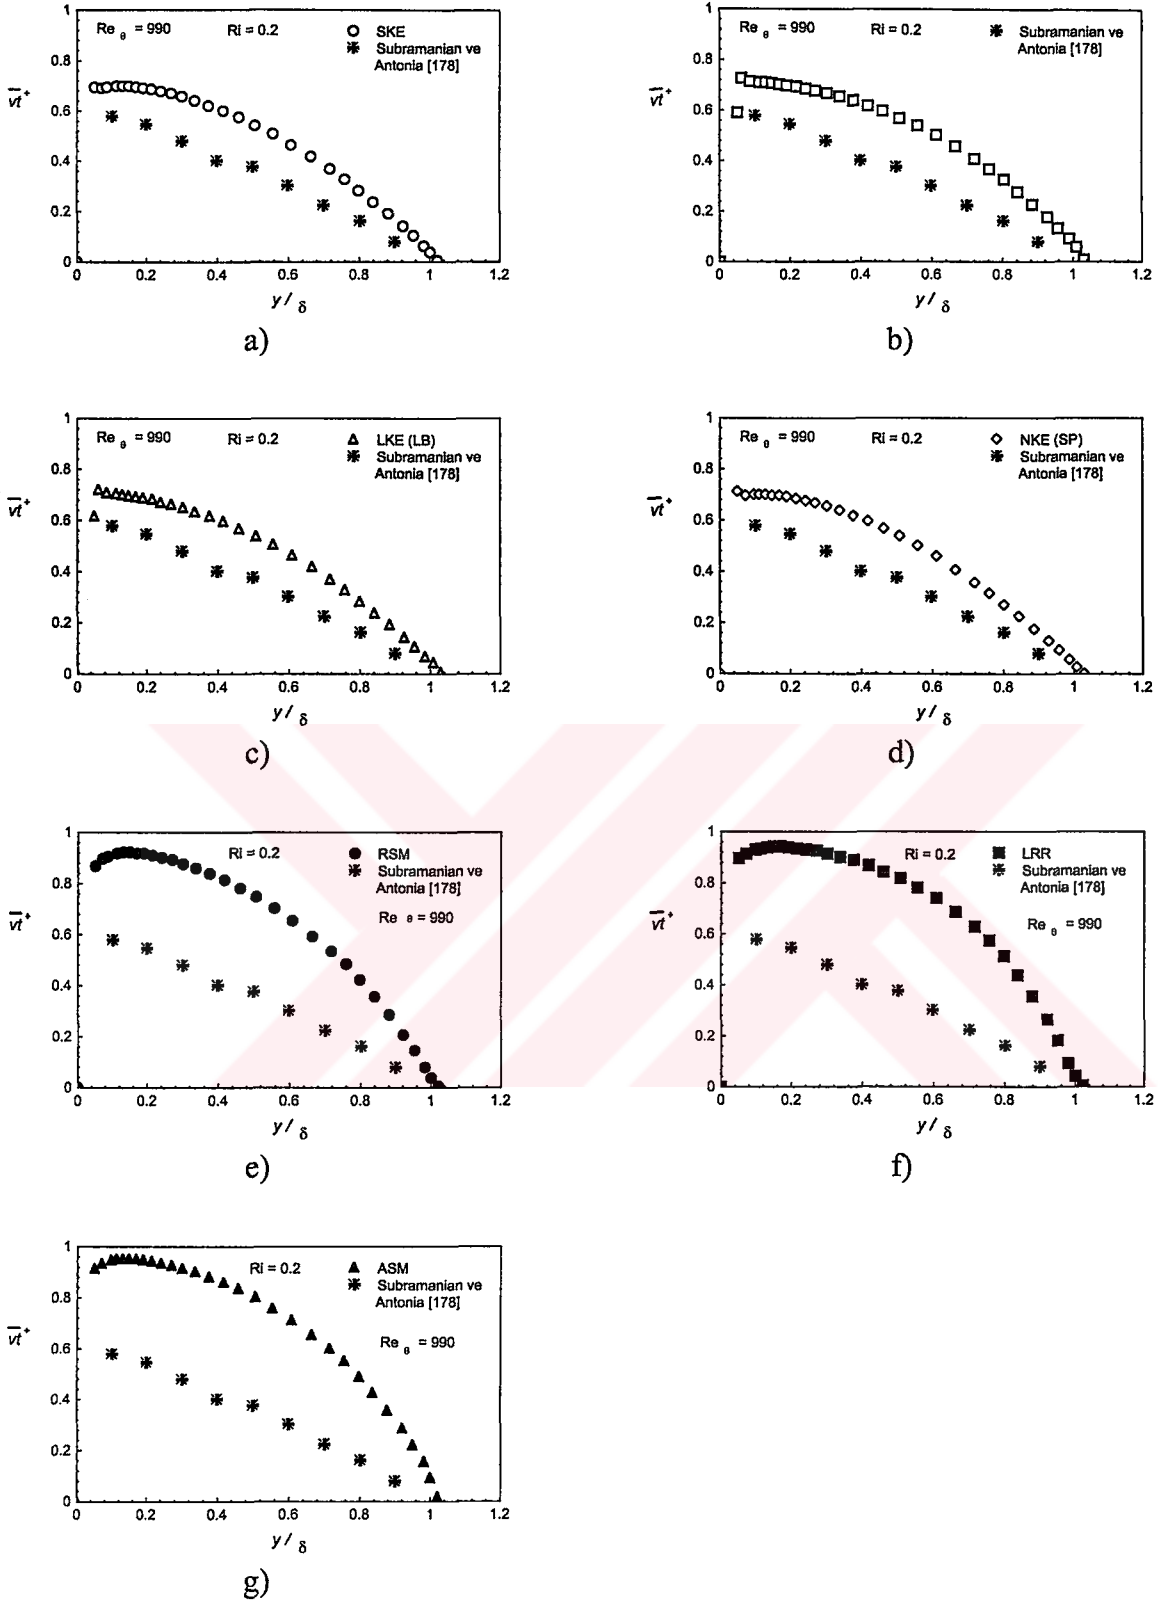 Re θ = 990 Ri = 0.2 SKE
Subramanian ve
Antonia [178]
vt +
1
0.8
0.6
0.4
0.2
0
0 0.2 0.4 0.6 0.8 1 1.2
y / δ
a)
Re θ = 990 Ri = 0.2 Subramanian ve
Antonia [178]
vt +
1
0.8
0.6
0.4
0.2
0
0 0.2 0.4 0.6 0.8 1 1.2
y / δ
b)
Re θ = 990 Ri = 0.2 LKE (LB)
Subramanian ve
Antonia [178]
vt +
1
0.8
0.6
0.4
0.2
0
0 0.2 0.4 0.6 0.8 1 1.2
y / δ
c)
Re θ = 990 Ri = 0.2 NKE (SP)
Subramanian ve
Antonia [178]
vt +
1
0.8
0.6
0.4
0.2
0
0 0.2 0.4 0.6 0.8 1 1.2
y / δ
d)
Ri = 0.2 RSM
Subramanian ve
Antonia [178]
Re θ = 990
vt +
1
0.8
0.6
0.4
0.2
0
0 0.2 0.4 0.6 0.8 1 1.2
y / δ
e)
Ri = 0.2 LRR
Subramanian ve
Antonia [178]
Re θ = 990
vt +
1
0.8
0.6
0.4
0.2
0
0 0.2 0.4 0.6 0.8 1 1.2
y / δ
f)
Ri = 0.2 ASM
Subramanian ve
Antonia [178]
Re θ = 990
vt +
1
0.8
0.6
0.4
0.2
0
0 0.2 0.4 0.6 0.8 1 1.2
y / δ
g)